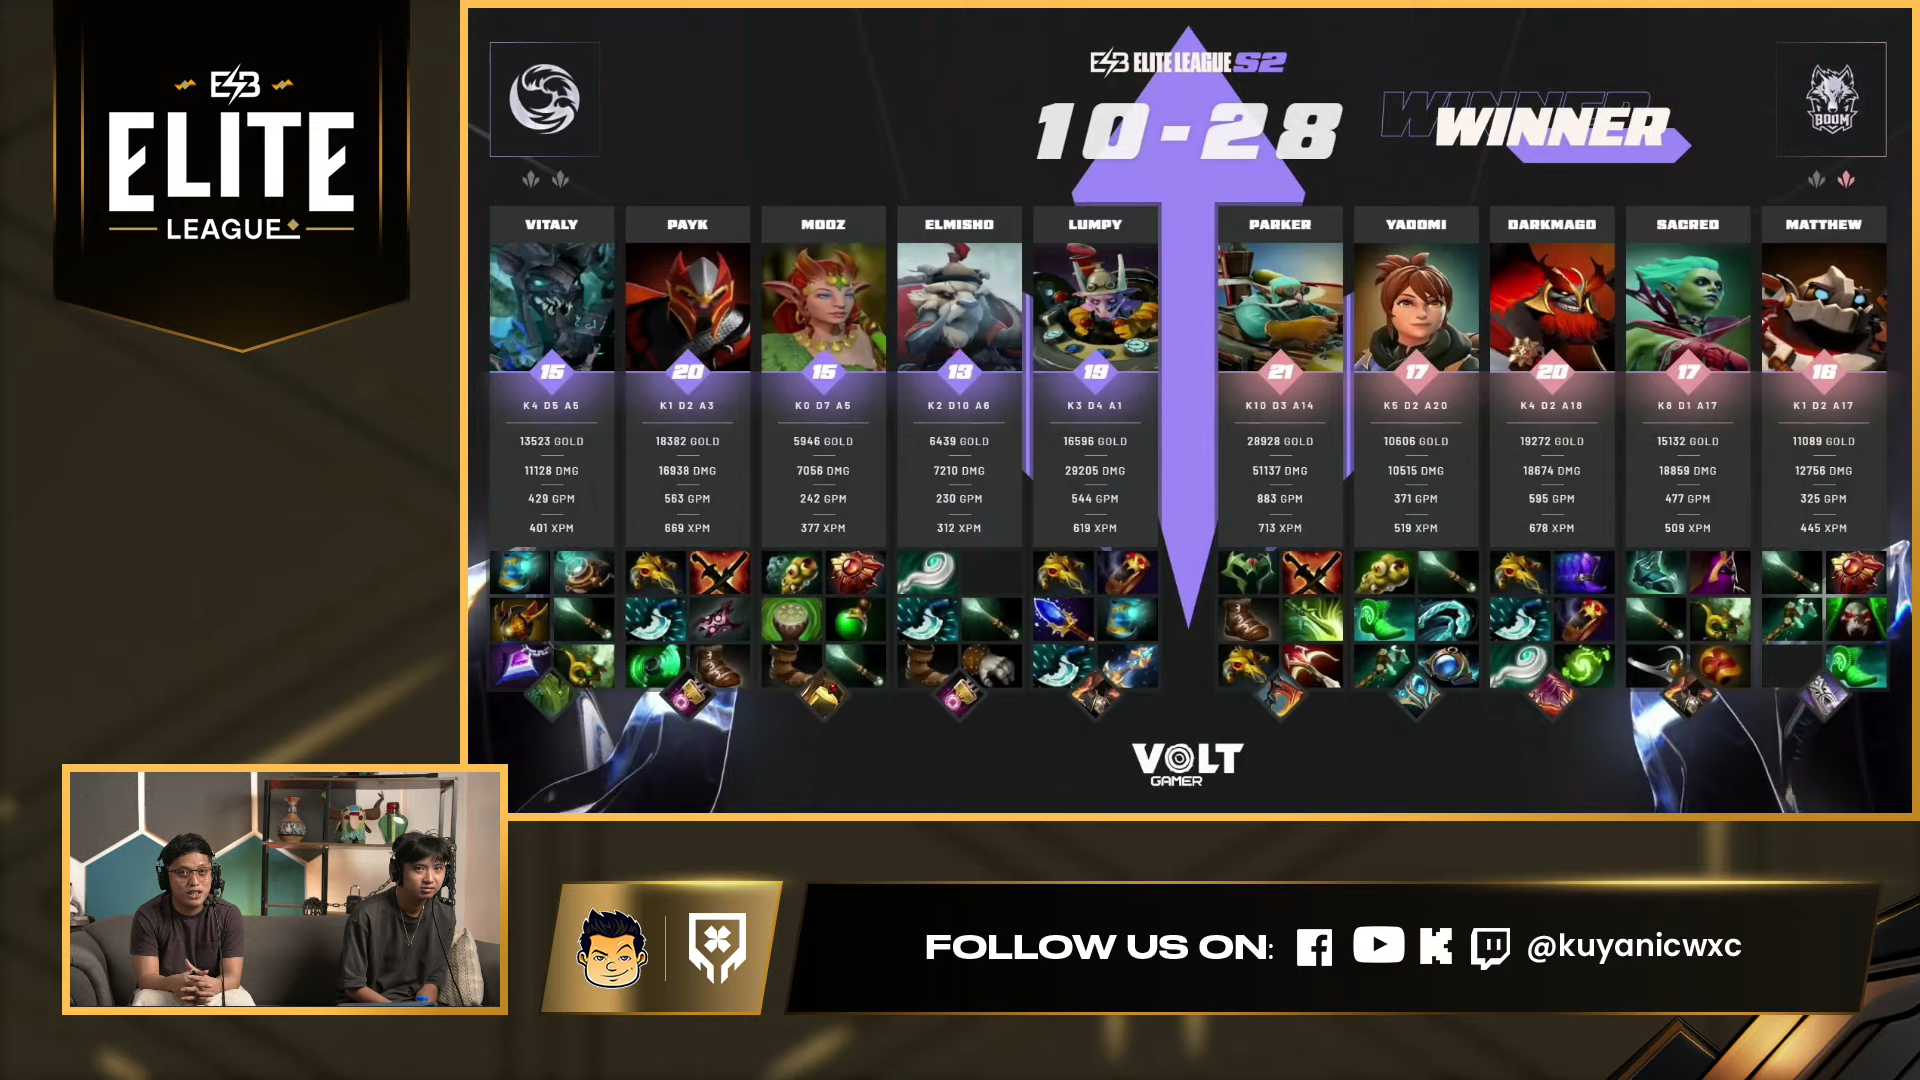 ESB
ELITE
LEAGUE
ESB ELITE LEAGUE S2
10-28
WINNER
WINNER
BOOM
VITALY
PAYK
MOOZ
ELMISHO
LUMPY
PARKER
YADOMI
DARKMAGO
SACRED
MATTHEW
15
20
15
13
19
21
17
20
17
16
K4 D5 A5
K1 D2 A3
K0 D7 A5
K2 D10 A6
K3 D4 A1
K10 D3 A14
K5 D2 A20
K4 D2 A18
K8 D1 A17
K1 D2 A17
13523 GOLD
18382 GOLD
5946 GOLD
6439 GOLD
16596 GOLD
28928 GOLD
10606 GOLD
19272 GOLD
15132 GOLD
11089 GOLD
11128 DMG
16938 DMG
7056 DMG
7210 DMG
29205 DMG
51137 DMG
10515 DMG
18674 DMG
18859 DMG
12756 DMG
429 GPM
563 GPM
242 GPM
230 GPM
544 GPM
883 GPM
371 GPM
595 GPM
477 GPM
325 GPM
401 XPM
669 XPM
377 XPM
312 XPM
619 XPM
713 XPM
519 XPM
678 XPM
509 XPM
445 XPM
VOLT
GAMER
FOLLOW US ON: @kuyanicwxc